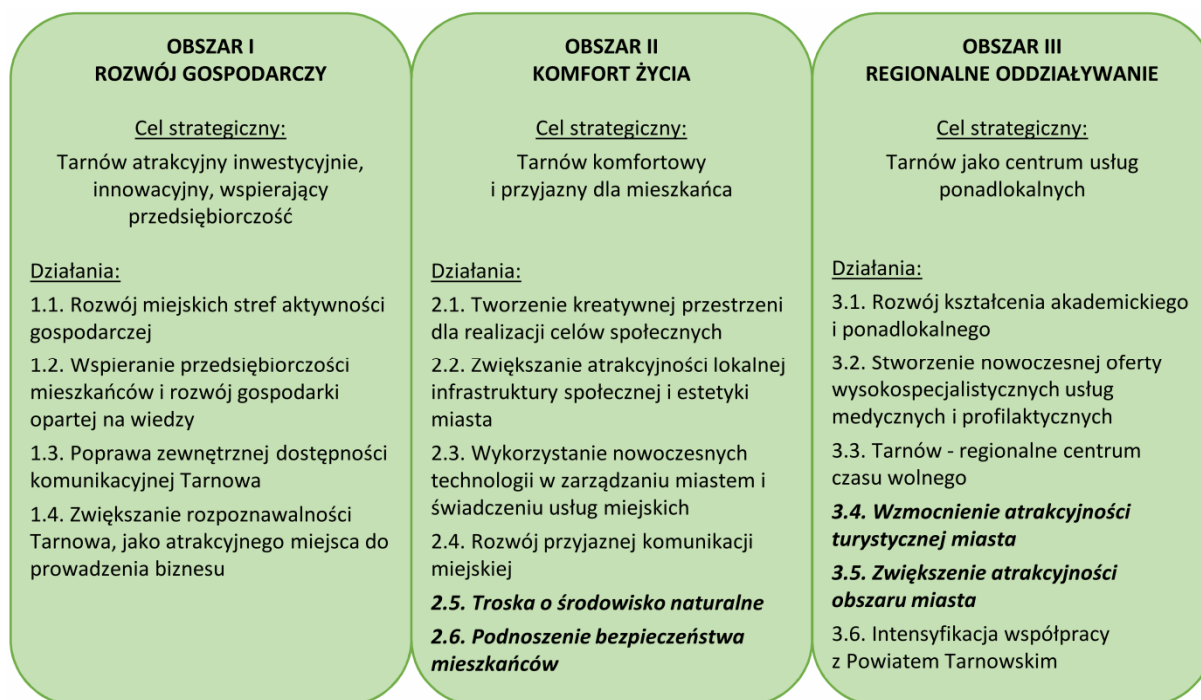 OBSZAR I
ROZWÓJ GOSPODARCZY
Cel strategiczny:
Tarnów atrakcyjny inwestycyjnie,
innowacyjny, wspierający
przedsiębiorczość
Działania:
1.1. Rozwój miejskich stref aktywności
gospodarczej
1.2. Wspieranie przedsiębiorczości
mieszkańców i rozwój gospodarki
opartej na wiedzy
1.3. Poprawa zewnętrznej dostępności
komunikacyjnej Tarnowa
1.4. Zwiększanie rozpoznawalności
Tarnowa, jako atrakcyjnego miejsca do
prowadzenia biznesu
OBSZAR II
KOMFORT ŻYCIA
Cel strategiczny:
Tarnów komfortowy
i przyjazny dla mieszkańca
Działania:
2.1. Tworzenie kreatywnej przestrzeni
dla realizacji celów społecznych
2.2. Zwiększanie atrakcyjności lokalnej
infrastruktury społecznej i estetyki
miasta
2.3. Wykorzystanie nowoczesnych
technologii w zarządzaniu miastem i
świadczeniu usług miejskich
2.4. Rozwój przyjaznej komunikacji
miejskiej
2.5. Troska o środowisko naturalne
2.6. Podnoszenie bezpieczeństwa
mieszkańców
OBSZAR III
REGIONALNE ODDZIAŁYWANIE
Cel strategiczny:
Tarnów jako centrum usług
ponadlokalnych
Działania:
3.1. Rozwój kształcenia akademickiego
i ponadlokalnego
3.2. Stworzenie nowoczesnej oferty
wysokospecjalistycznych usług
medycznych i profilaktycznych
3.3. Tarnów - regionalne centrum
czasu wolnego
3.4. Wzmocnienie atrakcyjności
turystycznej miasta
3.5. Zwiększenie atrakcyjności
obszaru miasta
3.6. Intensyfikacja współpracy
z Powiatem Tarnowskim